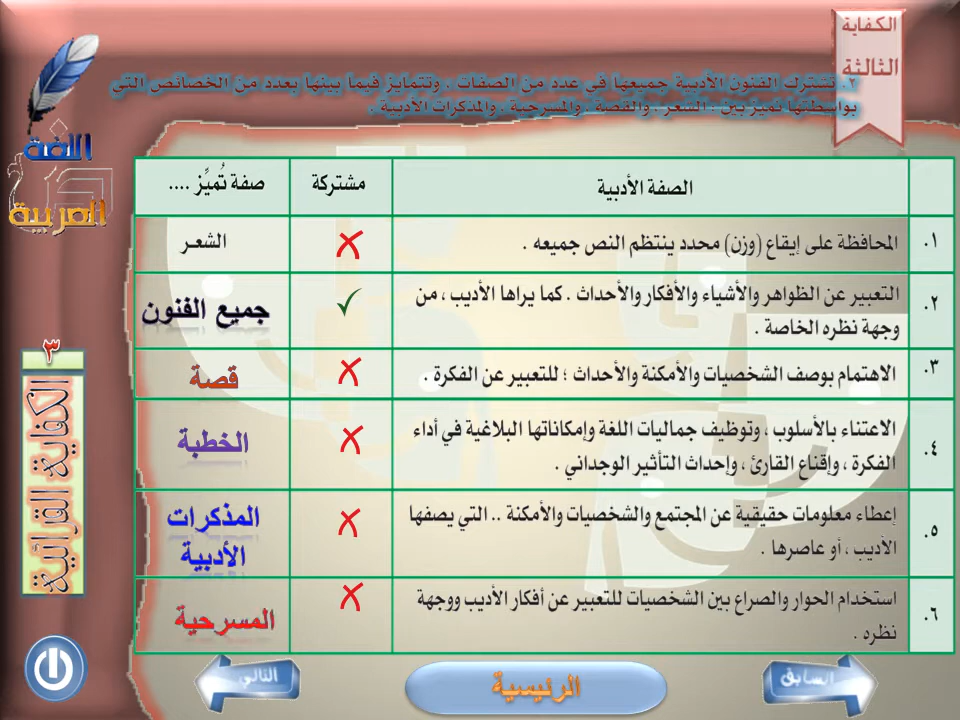 الكفاية
الثالثة
٢. تشترك الفنون الأدبية جميعها في عدد من الصفات ، وتتمايز فيما بينها بعدد من الخصائص التي
بواسطتها نميز بين : الشعر ، والقصة ، والمسرحية ، والمذكرات الأدبية .
اللغة
العربية
الصفة الأدبية
مشتركة
صفة تُميِّز ....
١. المحافظة على إيقاع (وزن) محدد ينتظم النص جميعه .
الشعر
٢. التعبير عن الظواهر والأشياء والأفكار والأحداث . كما يراها الأديب ، من
وجهة نظره الخاصة .
جميع الفنون
٣. الاهتمام بوصف الشخصيات والأمكنة والأحداث ؛ للتعبير عن الفكرة .
قصة
٤. الاعتناء بالأسلوب ، وتوظيف جماليات اللغة وإمكاناتها البلاغية في أداء
الفكرة ، وإقناع القارئ ، وإحداث التأثير الوجداني .
الخطبة
٥. إعطاء معلومات حقيقية عن المجتمع والشخصيات والأمكنة .. التي يصفها
الأديب ، أو عاصرها .
المذكرات
الأدبية
٦. استخدام الحوار والصراع بين الشخصيات للتعبير عن أفكار الأديب ووجهة
نظره .
المسرحية
٣
الكفاية القرائية
السابق
الرئيسية
التالي